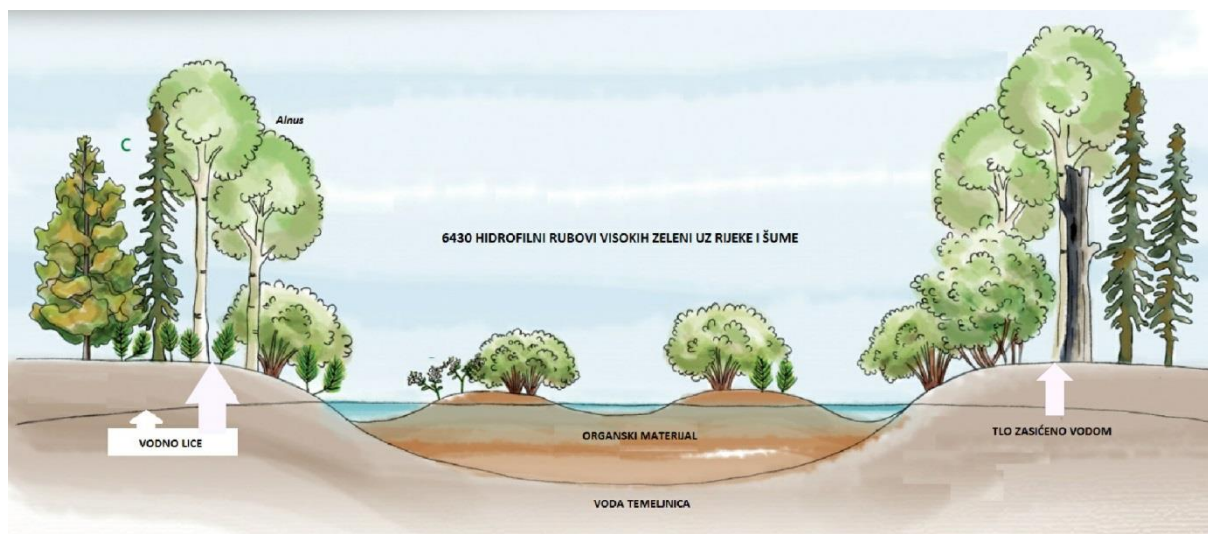 Alnus
C
6430 HIDROFILNI RUBOVI VISOKIH ZELENI UZ RIJEKE I ŠUME
VODNO LICE
ORGANSKI MATERIJAL
TLO ZASIĆENO VODOM
VODA TEMELJNICA